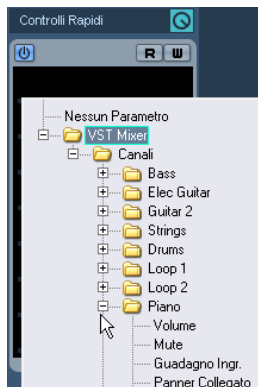 Controlli Rapidi
R W
Nessun Parametro
VST Mixer
Canali
Bass
Elec Guitar
Guitar 2
Strings
Drums
Loop 1
Loop 2
Piano
Volume
Mute
Guadagno Ingr.
Panner Collegato